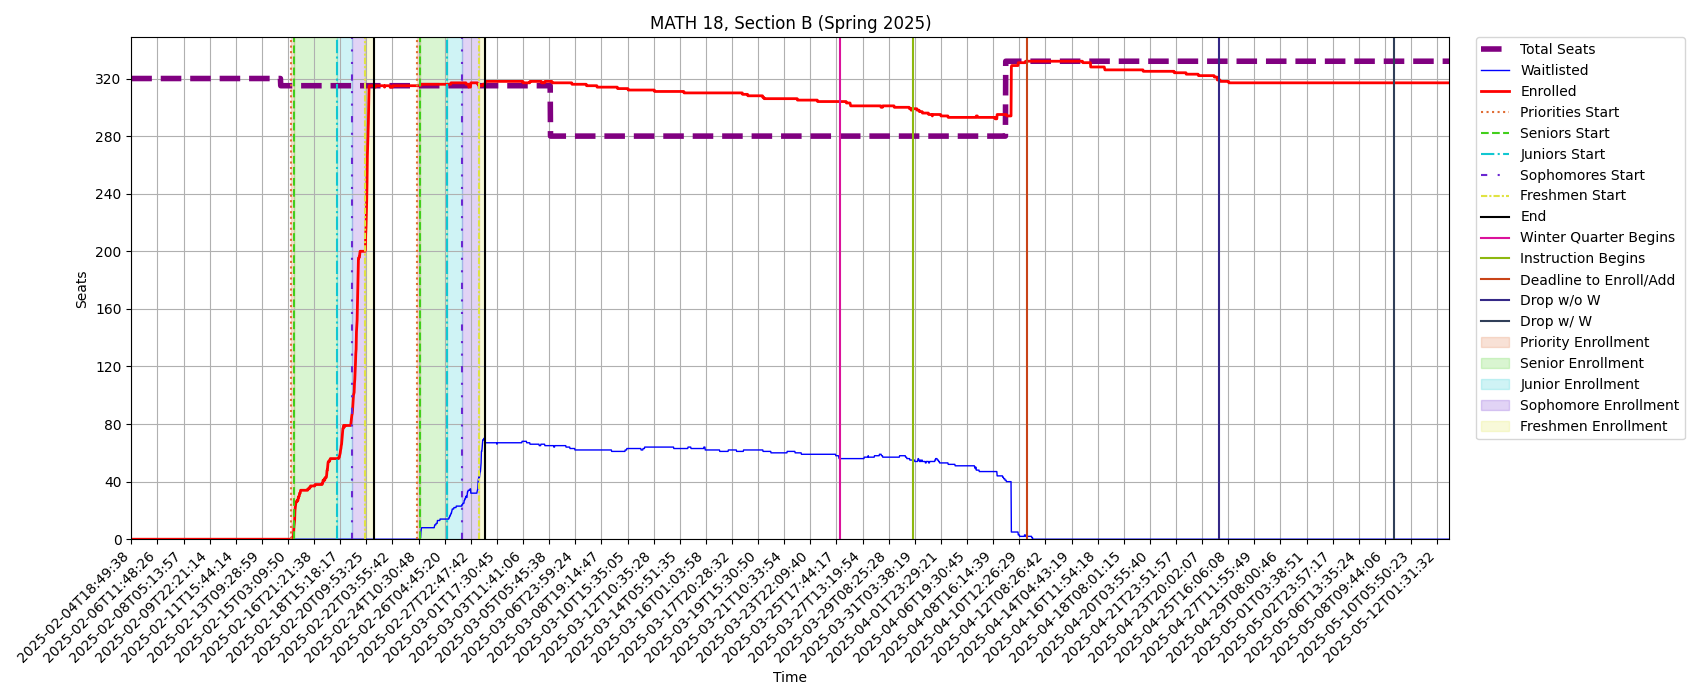 MATH 18, Section B (Spring 2025)
Seats
320
280
240
200
160
120
80
40
0
2025-02-04T18:49:38
2025-02-06T11:48:26
2025-02-08T05:13:57
2025-02-09T22:21:14
2025-02-11T15:44:14
2025-02-13T09:28:59
2025-02-15T03:09:50
2025-02-16T21:21:38
2025-02-18T15:18:17
2025-02-20T09:53:25
2025-02-22T03:55:42
2025-02-24T10:30:48
2025-02-26T04:45:20
2025-02-27T22:47:42
2025-03-01T17:30:45
2025-03-03T11:41:06
2025-03-05T05:45:38
2025-03-06T23:59:24
2025-03-08T19:14:47
2025-03-10T15:35:05
2025-03-12T10:35:28
2025-03-14T05:51:35
2025-03-16T01:03:58
2025-03-17T20:28:32
2025-03-19T15:30:50
2025-03-21T10:33:54
2025-03-23T22:09:40
2025-03-25T17:44:17
2025-03-27T13:19:54
2025-03-29T08:25:28
2025-03-31T03:38:19
2025-04-01T23:29:21
2025-04-06T19:30:45
2025-04-08T16:14:39
2025-04-10T12:26:29
2025-04-12T08:26:42
2025-04-14T04:43:19
2025-04-16T11:54:18
2025-04-18T08:01:15
2025-04-20T03:55:40
2025-04-21T23:51:57
2025-04-23T20:02:07
2025-04-25T16:06:08
2025-04-27T11:55:49
2025-04-29T08:00:46
2025-05-01T03:38:51
2025-05-02T23:57:17
2025-05-06T13:35:24
2025-05-08T09:44:06
2025-05-10T05:50:23
2025-05-12T01:31:32
Time
Total Seats
Waitlisted
Enrolled
Priorities Start
Seniors Start
Juniors Start
Sophomores Start
Freshmen Start
End
Winter Quarter Begins
Instruction Begins
Deadline to Enroll/Add
Drop w/o W
Drop w/ W
Priority Enrollment
Senior Enrollment
Junior Enrollment
Sophomore Enrollment
Freshmen Enrollment